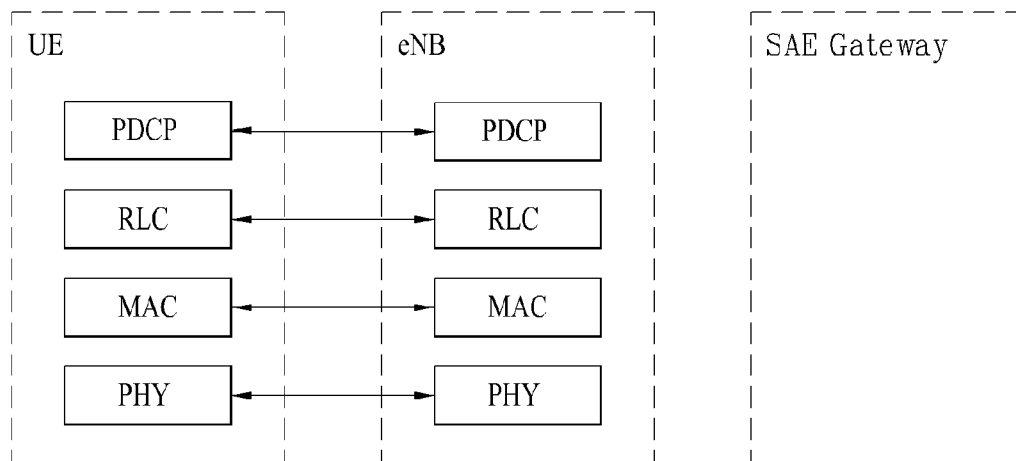 UE eNB SAE Gateway
PDCP PDCP
RLC RLC
MAC MAC
PHY PHY